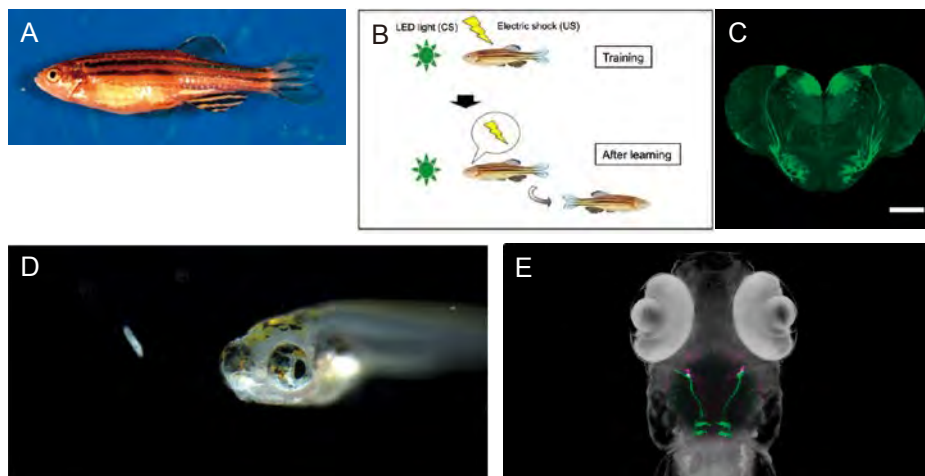 A
B
LED light (CS)
Electric shock (US)
Training
After learning
C
D
E